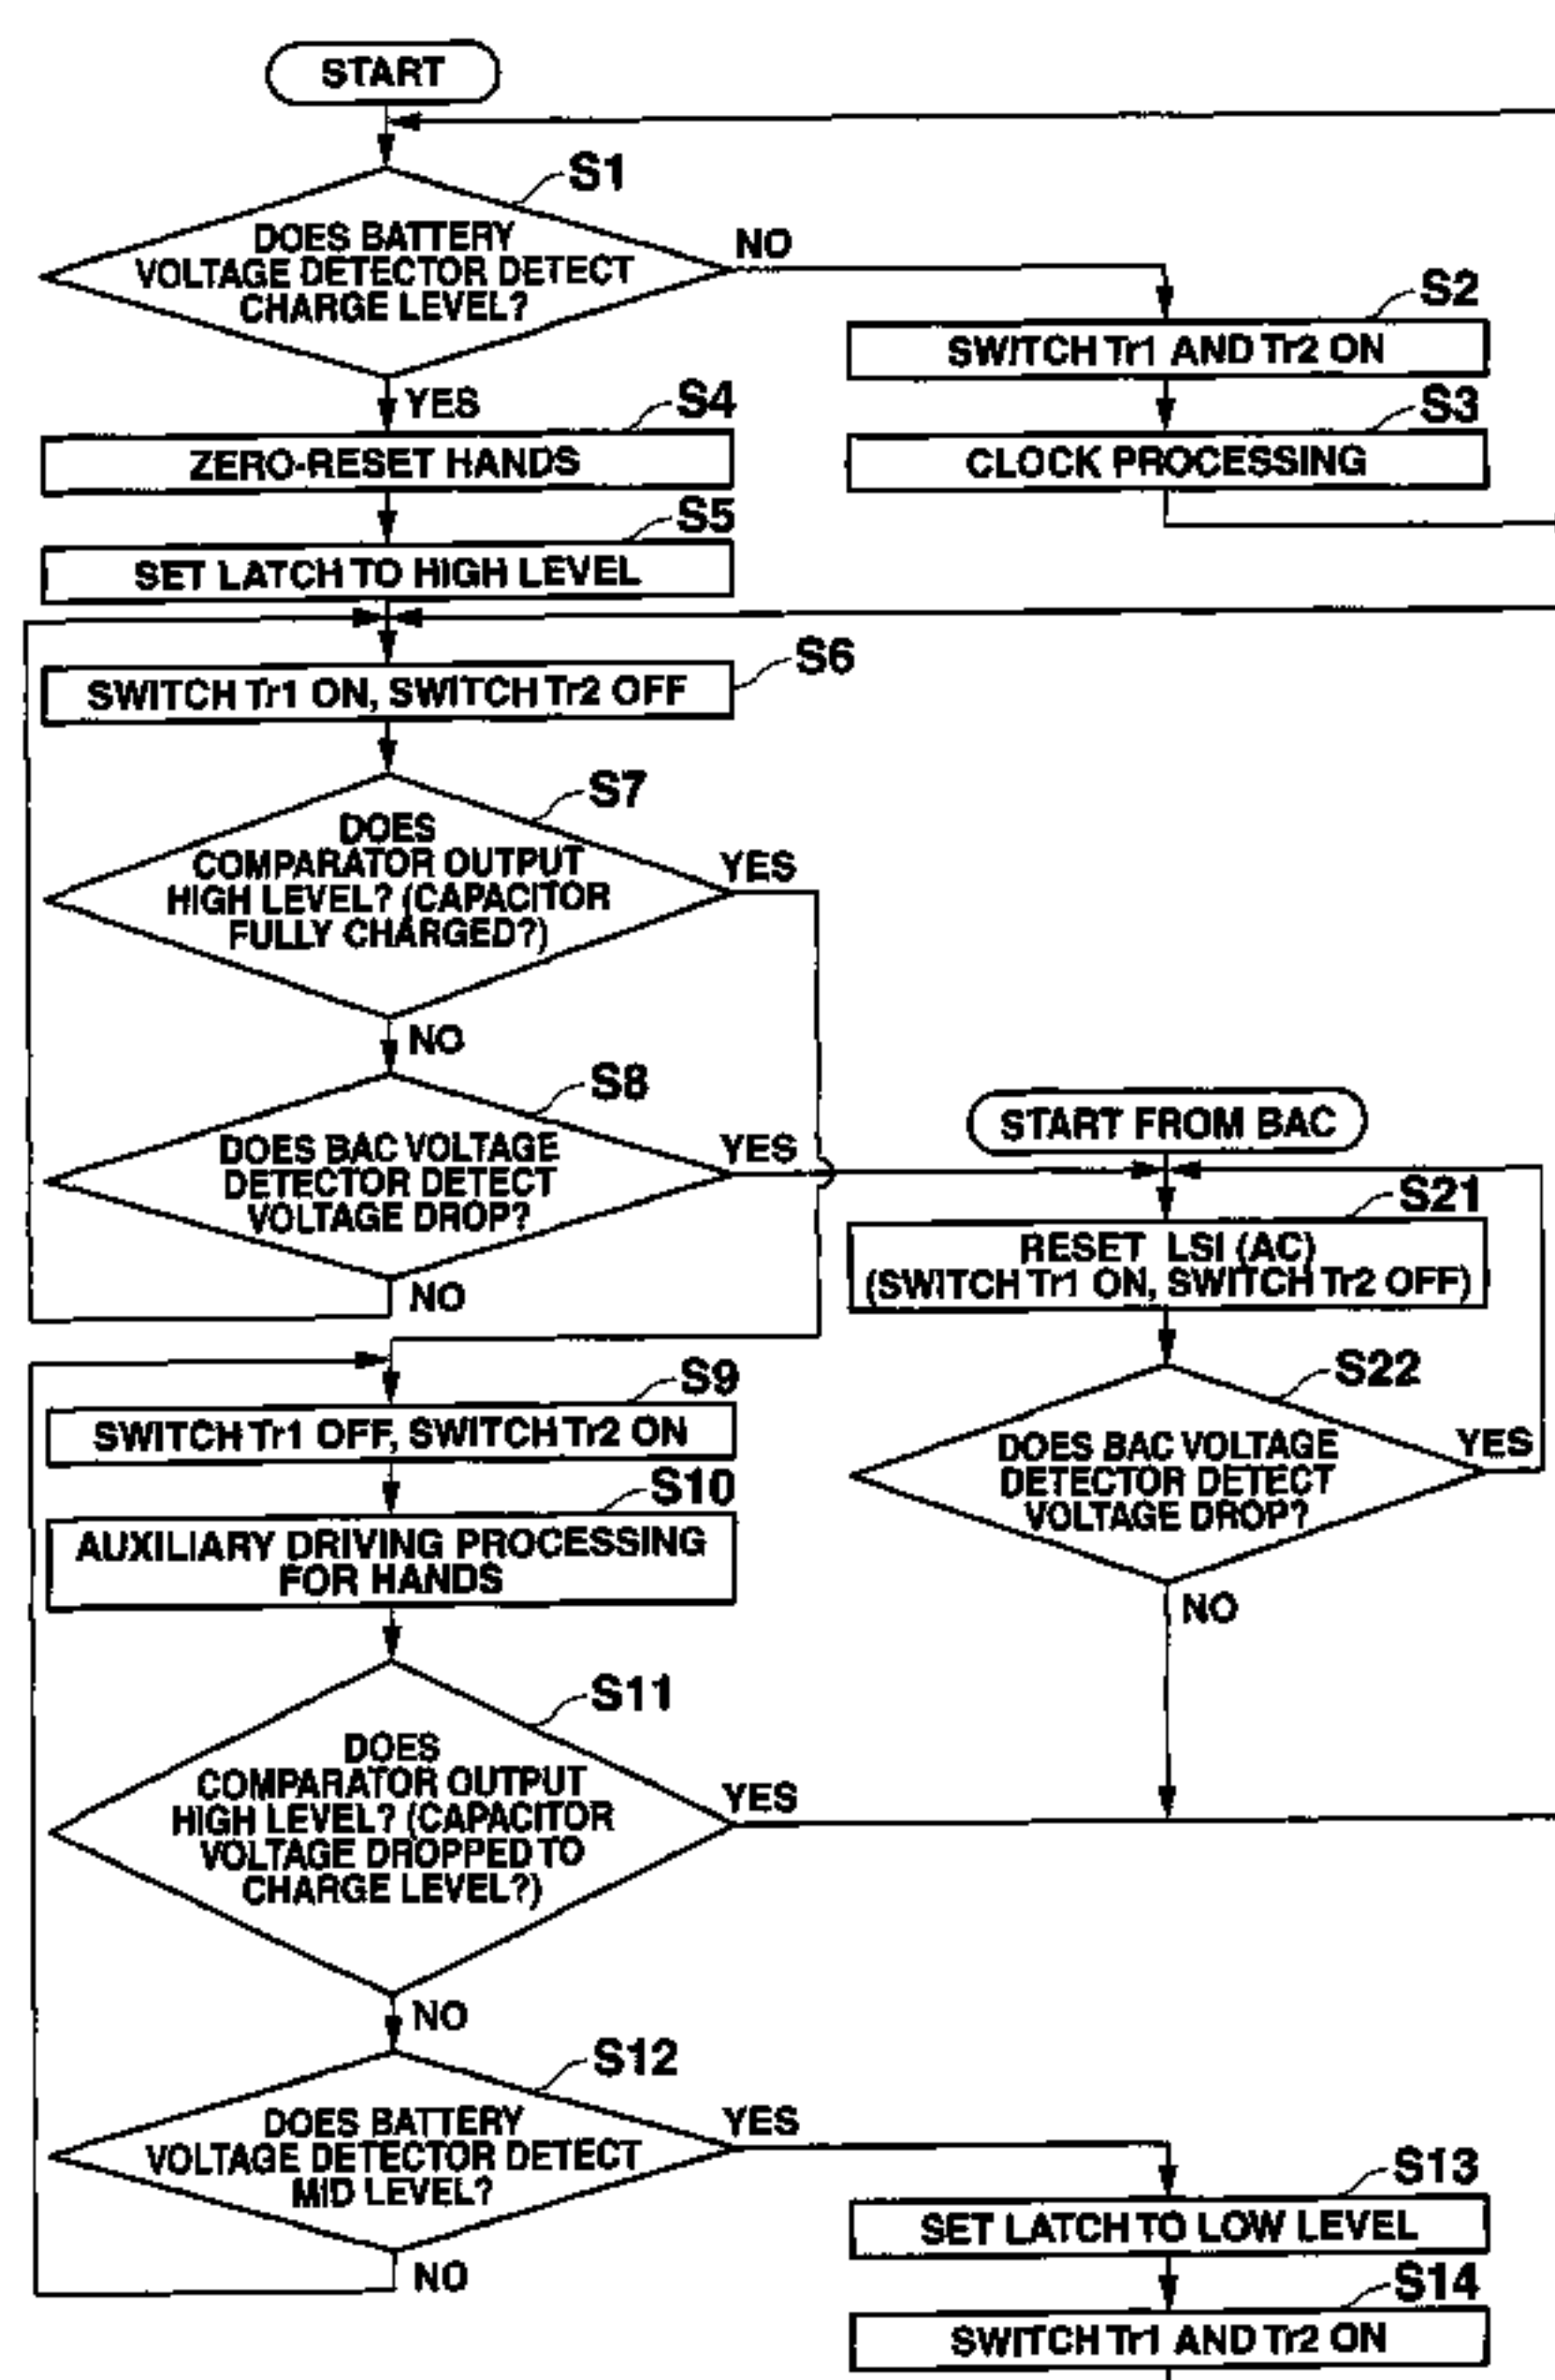 START
S1
DOES BATTERY
VOLTAGE DETECTOR DETECT
CHARGE LEVEL?
NO
S2
SWITCH Tr1 AND Tr2 ON
YES
S4
S3
ZERO-RESET HANDS
CLOCK PROCESSING
S5
SET LATCH TO HIGH LEVEL
S6
SWITCH Tr1 ON, SWITCH Tr2 OFF
S7
DOES
COMPARATOR OUTPUT
HIGH LEVEL? (CAPACITOR
FULLY CHARGED?)
YES
NO
S8
DOES BAC VOLTAGE
DETECTOR DETECT
VOLTAGE DROP?
YES
NO
START FROM BAC
S21
RESET LSI (AC)
(SWITCH Tr1 ON, SWITCH Tr2 OFF)
S22
DOES BAC VOLTAGE
DETECTOR DETECT
VOLTAGE DROP?
YES
NO
S9
SWITCH Tr1 OFF, SWITCH Tr2 ON
S10
AUXILIARY DRIVING PROCESSING
FOR HANDS
S11
DOES
COMPARATOR OUTPUT
HIGH LEVEL? (CAPACITOR
VOLTAGE DROPPED TO
CHARGE LEVEL?)
YES
NO
S12
DOES BATTERY
VOLTAGE DETECTOR DETECT
MID LEVEL?
YES
NO
S13
SET LATCH TO LOW LEVEL
S14
SWITCH Tr1 AND Tr2 ON